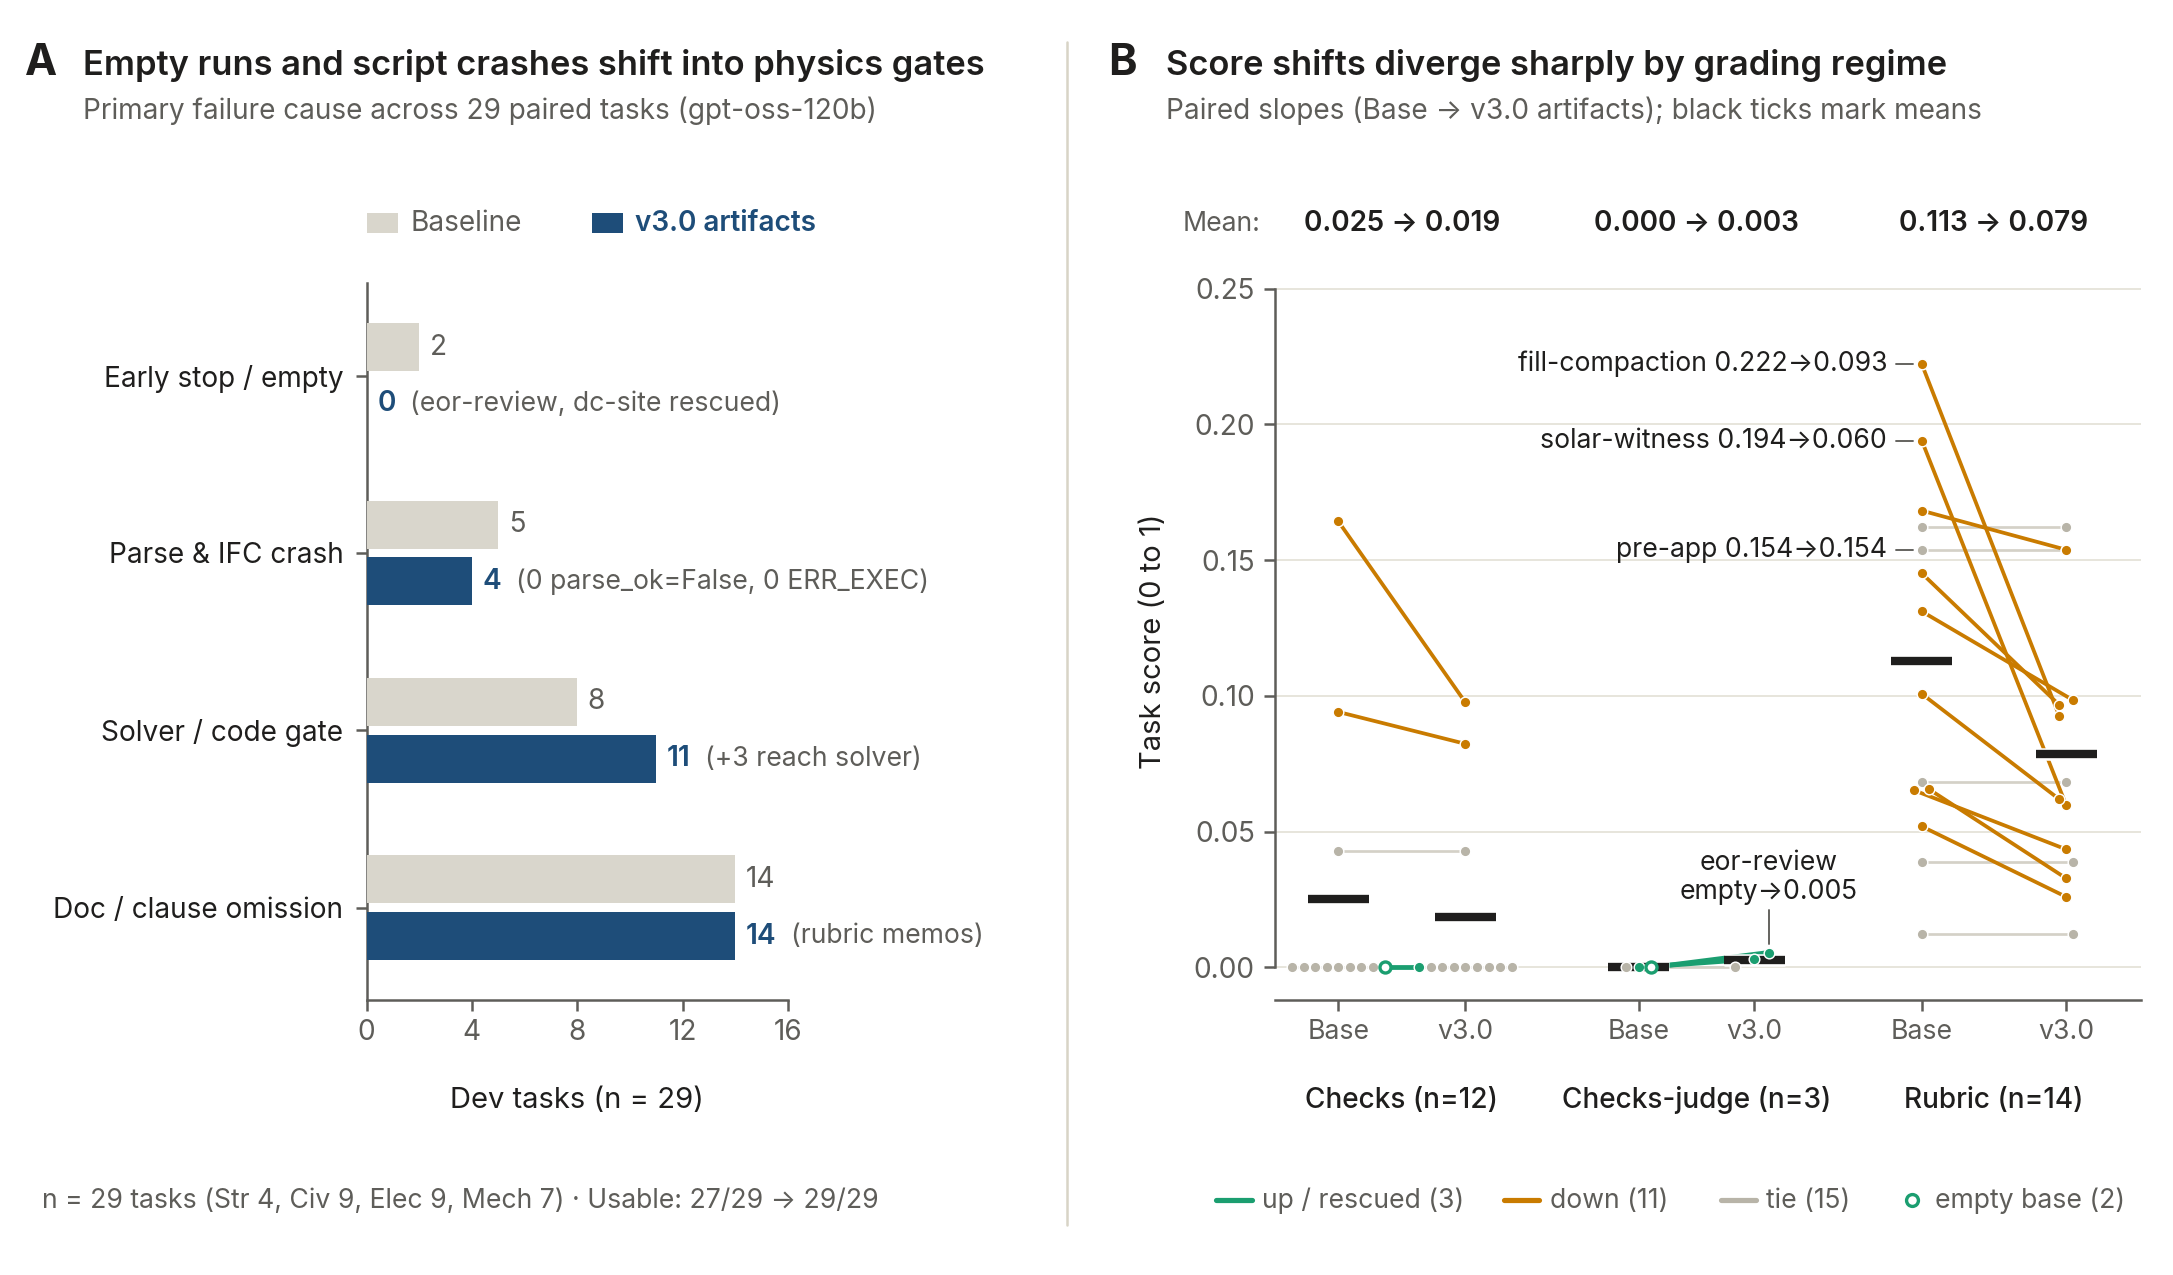 A Empty runs and script crashes shift into physics gates
Primary failure cause across 29 paired tasks (gpt-oss-120b)
Baseline
v3.0 artifacts
Early stop / empty
2
0 (eor-review, dc-site rescued)
Parse & IFC crash
5
4 (0 parse_ok=False, 0 ERR_EXEC)
Solver / code gate
8
11 (+3 reach solver)
Doc / clause omission
14
14 (rubric memos)
0 4 8 12 16
Dev tasks (n = 29)
n = 29 tasks (Str 4, Civ 9, Elec 9, Mech 7) · Usable: 27/29 → 29/29
B Score shifts diverge sharply by grading regime
Paired slopes (Base → v3.0 artifacts); black ticks mark means
Mean: 0.025 → 0.019 0.000 → 0.003 0.113 → 0.079
Task score (0 to 1)
0.25
fill-compaction 0.222→0.093
0.20
solar-witness 0.194→0.060
pre-app 0.154→0.154
0.15
0.10
0.05
eor-review
empty→0.005
0.00
Base v3.0 Base v3.0 Base v3.0
Checks (n=12) Checks-judge (n=3) Rubric (n=14)
up / rescued (3) down (11) tie (15) empty base (2)